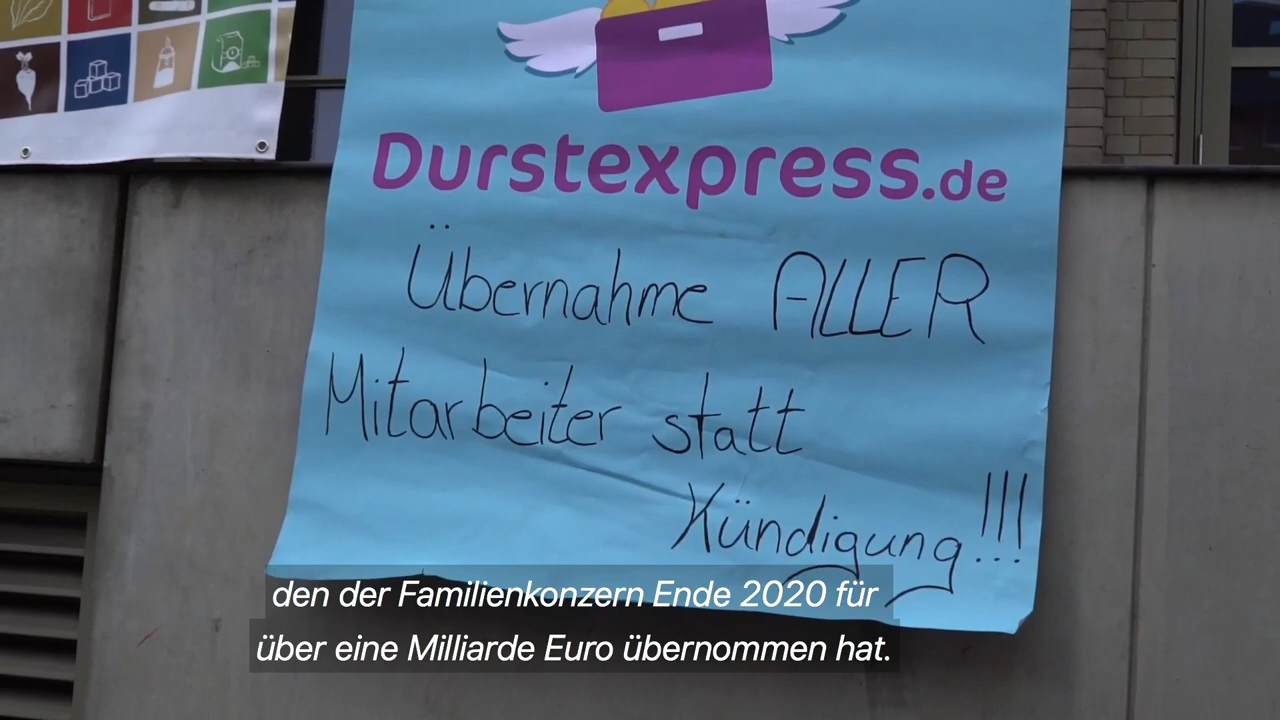 Durstexpress.de
Übernahme ALLER
Mitarbeiter statt
Kündigung!!!
den der Familienkonzern Ende 2020 für
über eine Milliarde Euro übernommen hat.